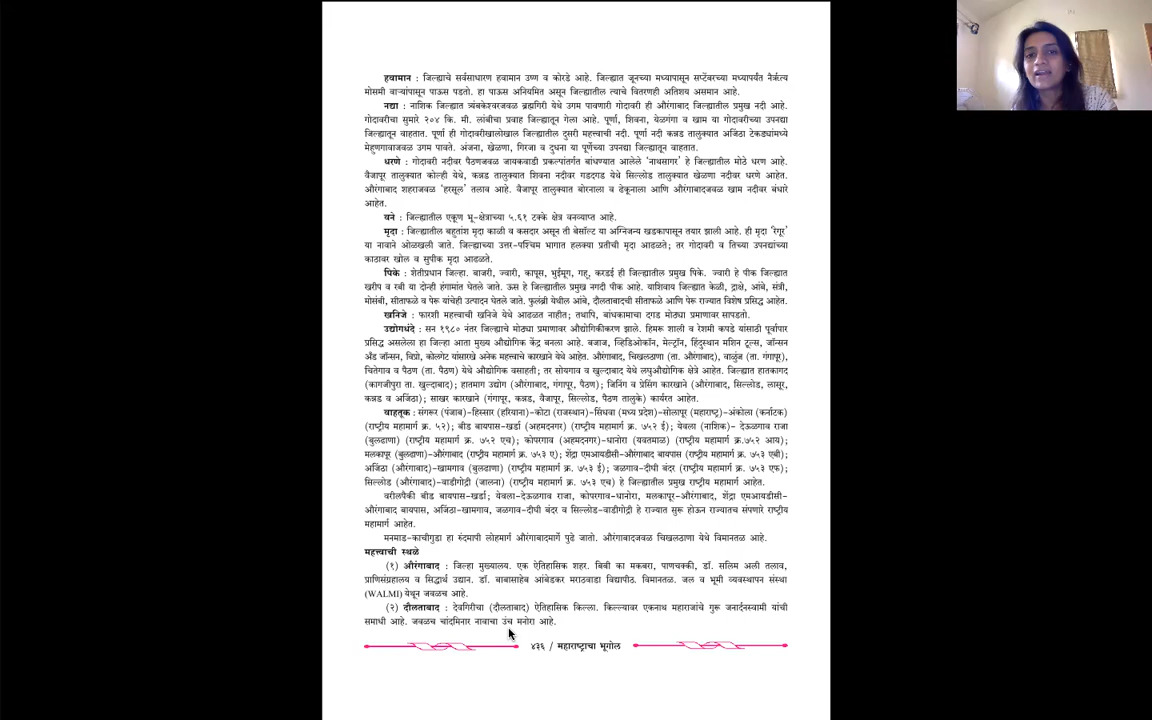 हवामान : जिल्ह्याचे सर्वसाधारण हवामान उष्ण व कोरडे आहे. जिल्ह्यात जूनच्या मध्यापासून सप्टेंबरच्या मध्यापर्यंत नैर्ऋत्य
मोसमी वाऱ्यांपासून पाऊस पडतो. हा पाऊस अनियमित असून जिल्ह्यातील त्याचे वितरणही अतिशय असमान आहे.
नद्या : नाशिक जिल्ह्यात त्र्यंबकेश्वरजवळ ब्रह्मगिरी येथे उगम पावणारी गोदावरी ही औरंगाबाद जिल्ह्यातील प्रमुख नदी आहे.
गोदावरीचा सुमारे २०४ कि. मी. लांबीचा प्रवाह जिल्ह्यातून गेला आहे. पूर्णा, शिवना, येळगंगा व खाम या गोदावरीच्या उपनद्या
जिल्ह्यातून वाहतात. पूर्णा ही गोदावरीखालोखाल जिल्ह्यातील दुसरी महत्त्वाची नदी. पूर्णा नदी कन्नड तालुक्यात अजिंठा टेकड्यांमध्ये
मेहुणगावाजवळ उगम पावते. अंजना, खेळणा, गिरजा व दुधना या पूर्णेच्या उपनद्या जिल्ह्यातून वाहतात.
धरणे : गोदावरी नदीवर पैठणजवळ जायकवाडी प्रकल्पांतर्गत बांधण्यात आलेले ‘नाथसागर’ हे जिल्ह्यातील मोठे धरण आहे.
वैजापूर तालुक्यात कोल्ही येथे, कन्नड तालुक्यात शिवना नदीवर गडदगड येथे सिल्लोड तालुक्यात खेळणा नदीवर धरणे आहेत.
औरंगाबाद शहराजवळ ‘हरसूल’ तलाव आहे. वैजापूर तालुक्यात बोरनाला व ढेकूनाला आणि औरंगाबादजवळ खाम नदीवर बंधारे
आहेत.
वने : जिल्ह्यातील एकूण भू-क्षेत्राच्या ५.६१ टक्के क्षेत्र वनव्याप्त आहे.
मृदा : जिल्ह्यातील बहुतांश मृदा काळी व कसदार असून ती बेसॉल्ट या अग्निजन्य खडकापासून तयार झाली आहे. ही मृदा ‘रेगूर’
या नावाने ओळखली जाते. जिल्ह्याच्या उत्तर-पश्चिम भागात हलक्या प्रतीची मृदा आढळते; तर गोदावरी व तिच्या उपनद्यांच्या
काठावर खोल व सुपीक मृदा आढळते.
पिके : शेतीप्रधान जिल्हा. बाजरी, ज्वारी, कापूस, भुईमूग, गहू, करडई ही जिल्ह्यातील प्रमुख पिके. ज्वारी हे पीक जिल्ह्यात
खरीप व रबी या दोन्ही हंगामांत घेतले जाते. ऊस हे जिल्ह्यातील प्रमुख नगदी पीक आहे. याशिवाय जिल्ह्यात केळी, द्राक्षे, आंबे, संत्री,
मोसंबी, सीताफळे व पेरू यांचेही उत्पादन घेतले जाते. फुलंब्री येथील आंबे, दौलताबादची सीताफळे आणि पेरू राज्यात विशेष प्रसिद्ध आहेत.
खनिजे : फारशी महत्त्वाची खनिजे येथे आढळत नाहीत; तथापि, बांधकामाचा दगड मोठ्या प्रमाणावर सापडतो.
उद्योगधंदे : सन १९८० नंतर जिल्ह्याचे मोठ्या प्रमाणावर औद्योगिकीकरण झाले. हिमरू शाली व रेशमी कपडे यांसाठी पूर्वापार
प्रसिद्ध असलेला हा जिल्हा आता मुख्य औद्योगिक केंद्र बनला आहे. बजाज, व्हिडिओकॉन, मेल्ट्रॉन, हिंदुस्थान मशिन टूल्स, जॉन्सन
अँड जॉन्सन, विप्रो, कोलगेट यांसारखे अनेक महत्त्वाचे कारखाने येथे आहेत. औरंगाबाद, चिखलठाणा (ता. औरंगाबाद), वाळुंज (ता. गंगापूर),
चितेगाव व पैठण (ता. पैठण) येथे औद्योगिक वसाहती; तर सोयगाव व खुल्दाबाद येथे लघुऔद्योगिक क्षेत्रे आहेत. जिल्ह्यात हातकागद
(कागजीपुरा ता. खुल्दाबाद); हातमाग उद्योग (औरंगाबाद, गंगापूर, पैठण); जिनिंग व प्रेसिंग कारखाने (औरंगाबाद, सिल्लोड, लासूर,
कन्नड व अजिंठा); साखर कारखाने (गंगापूर, कन्नड, वैजापूर, सिल्लोड, पैठण तालुके) कार्यरत आहेत.
वाहतूक : संगरूर (पंजाब)-हिस्सार (हरियाना)-कोटा (राजस्थान)-सिंधवा (मध्य प्रदेश)-सोलापूर (महाराष्ट्र)-अंकोला (कर्नाटक)
(राष्ट्रीय महामार्ग क्र. ५२); बीड बायपास-खर्डा (अहमदनगर) (राष्ट्रीय महामार्ग क्र. ७५२ ई); येवला (नाशिक)- देऊळगाव राजा
(बुलढाणा) (राष्ट्रीय महामार्ग क्र. ७५२ एच); कोपरगाव (अहमदनगर)-धानोरा (यवतमाळ) (राष्ट्रीय महामार्ग क्र.७५२ आय);
मलकापूर (बुलढाणा)-औरंगाबाद (राष्ट्रीय महामार्ग क्र. ७५३ ए); शेंद्रा एमआयडीसी-औरंगाबाद बायपास (राष्ट्रीय महामार्ग क्र. ७५३ एबी);
अजिंठा (औरंगाबाद)-खामगाव (बुलढाणा) (राष्ट्रीय महामार्ग क्र. ७५३ ई); जळगाव-दीघी बंदर (राष्ट्रीय महामार्ग क्र. ७५३ एफ);
सिल्लोड (औरंगाबाद)-वाडीगोद्री (जालना) (राष्ट्रीय महामार्ग क्र. ७५३ एच) हे जिल्ह्यातील प्रमुख राष्ट्रीय महामार्ग आहेत.
वरीलपैकी बीड बायपास-खर्डा; येवला-देऊळगाव राजा, कोपरगाव-धानोरा, मलकापूर-औरंगाबाद, शेंद्रा एमआयडीसी-
औरंगाबाद बायपास, अजिंठा-खामगाव, जळगाव-दीघी बंदर व सिल्लोड-वाडीगोद्री हे राज्यात सुरू होऊन राज्यातच संपणारे राष्ट्रीय
महामार्ग आहेत.
मनमाड-काचीगुडा हा रुंदमापी लोहमार्ग औरंगाबादमार्गे पुढे जातो. औरंगाबादजवळ चिखलठाणा येथे विमानतळ आहे.
महत्त्वाची स्थळे
(१) औरंगाबाद : जिल्हा मुख्यालय. एक ऐतिहासिक शहर. बिबी का मकबरा, पाणचक्की, डॉ. सलिम अली तलाव,
प्राणिसंग्रहालय व सिद्धार्थ उद्यान. डॉ. बाबासाहेब आंबेडकर मराठवाडा विद्यापीठ. विमानतळ. जल व भूमी व्यवस्थापन संस्था
(WALMI) येथून जवळच आहे.
(२) दौलताबाद : देवगिरीचा (दौलताबाद) ऐतिहासिक किल्ला. किल्ल्यावर एकनाथ महाराजांचे गुरू जनार्दनस्वामी यांची
समाधी आहे. जवळच चांदमिनार नावाचा उंच मनोरा आहे.
४३६ / महाराष्ट्राचा भूगोल